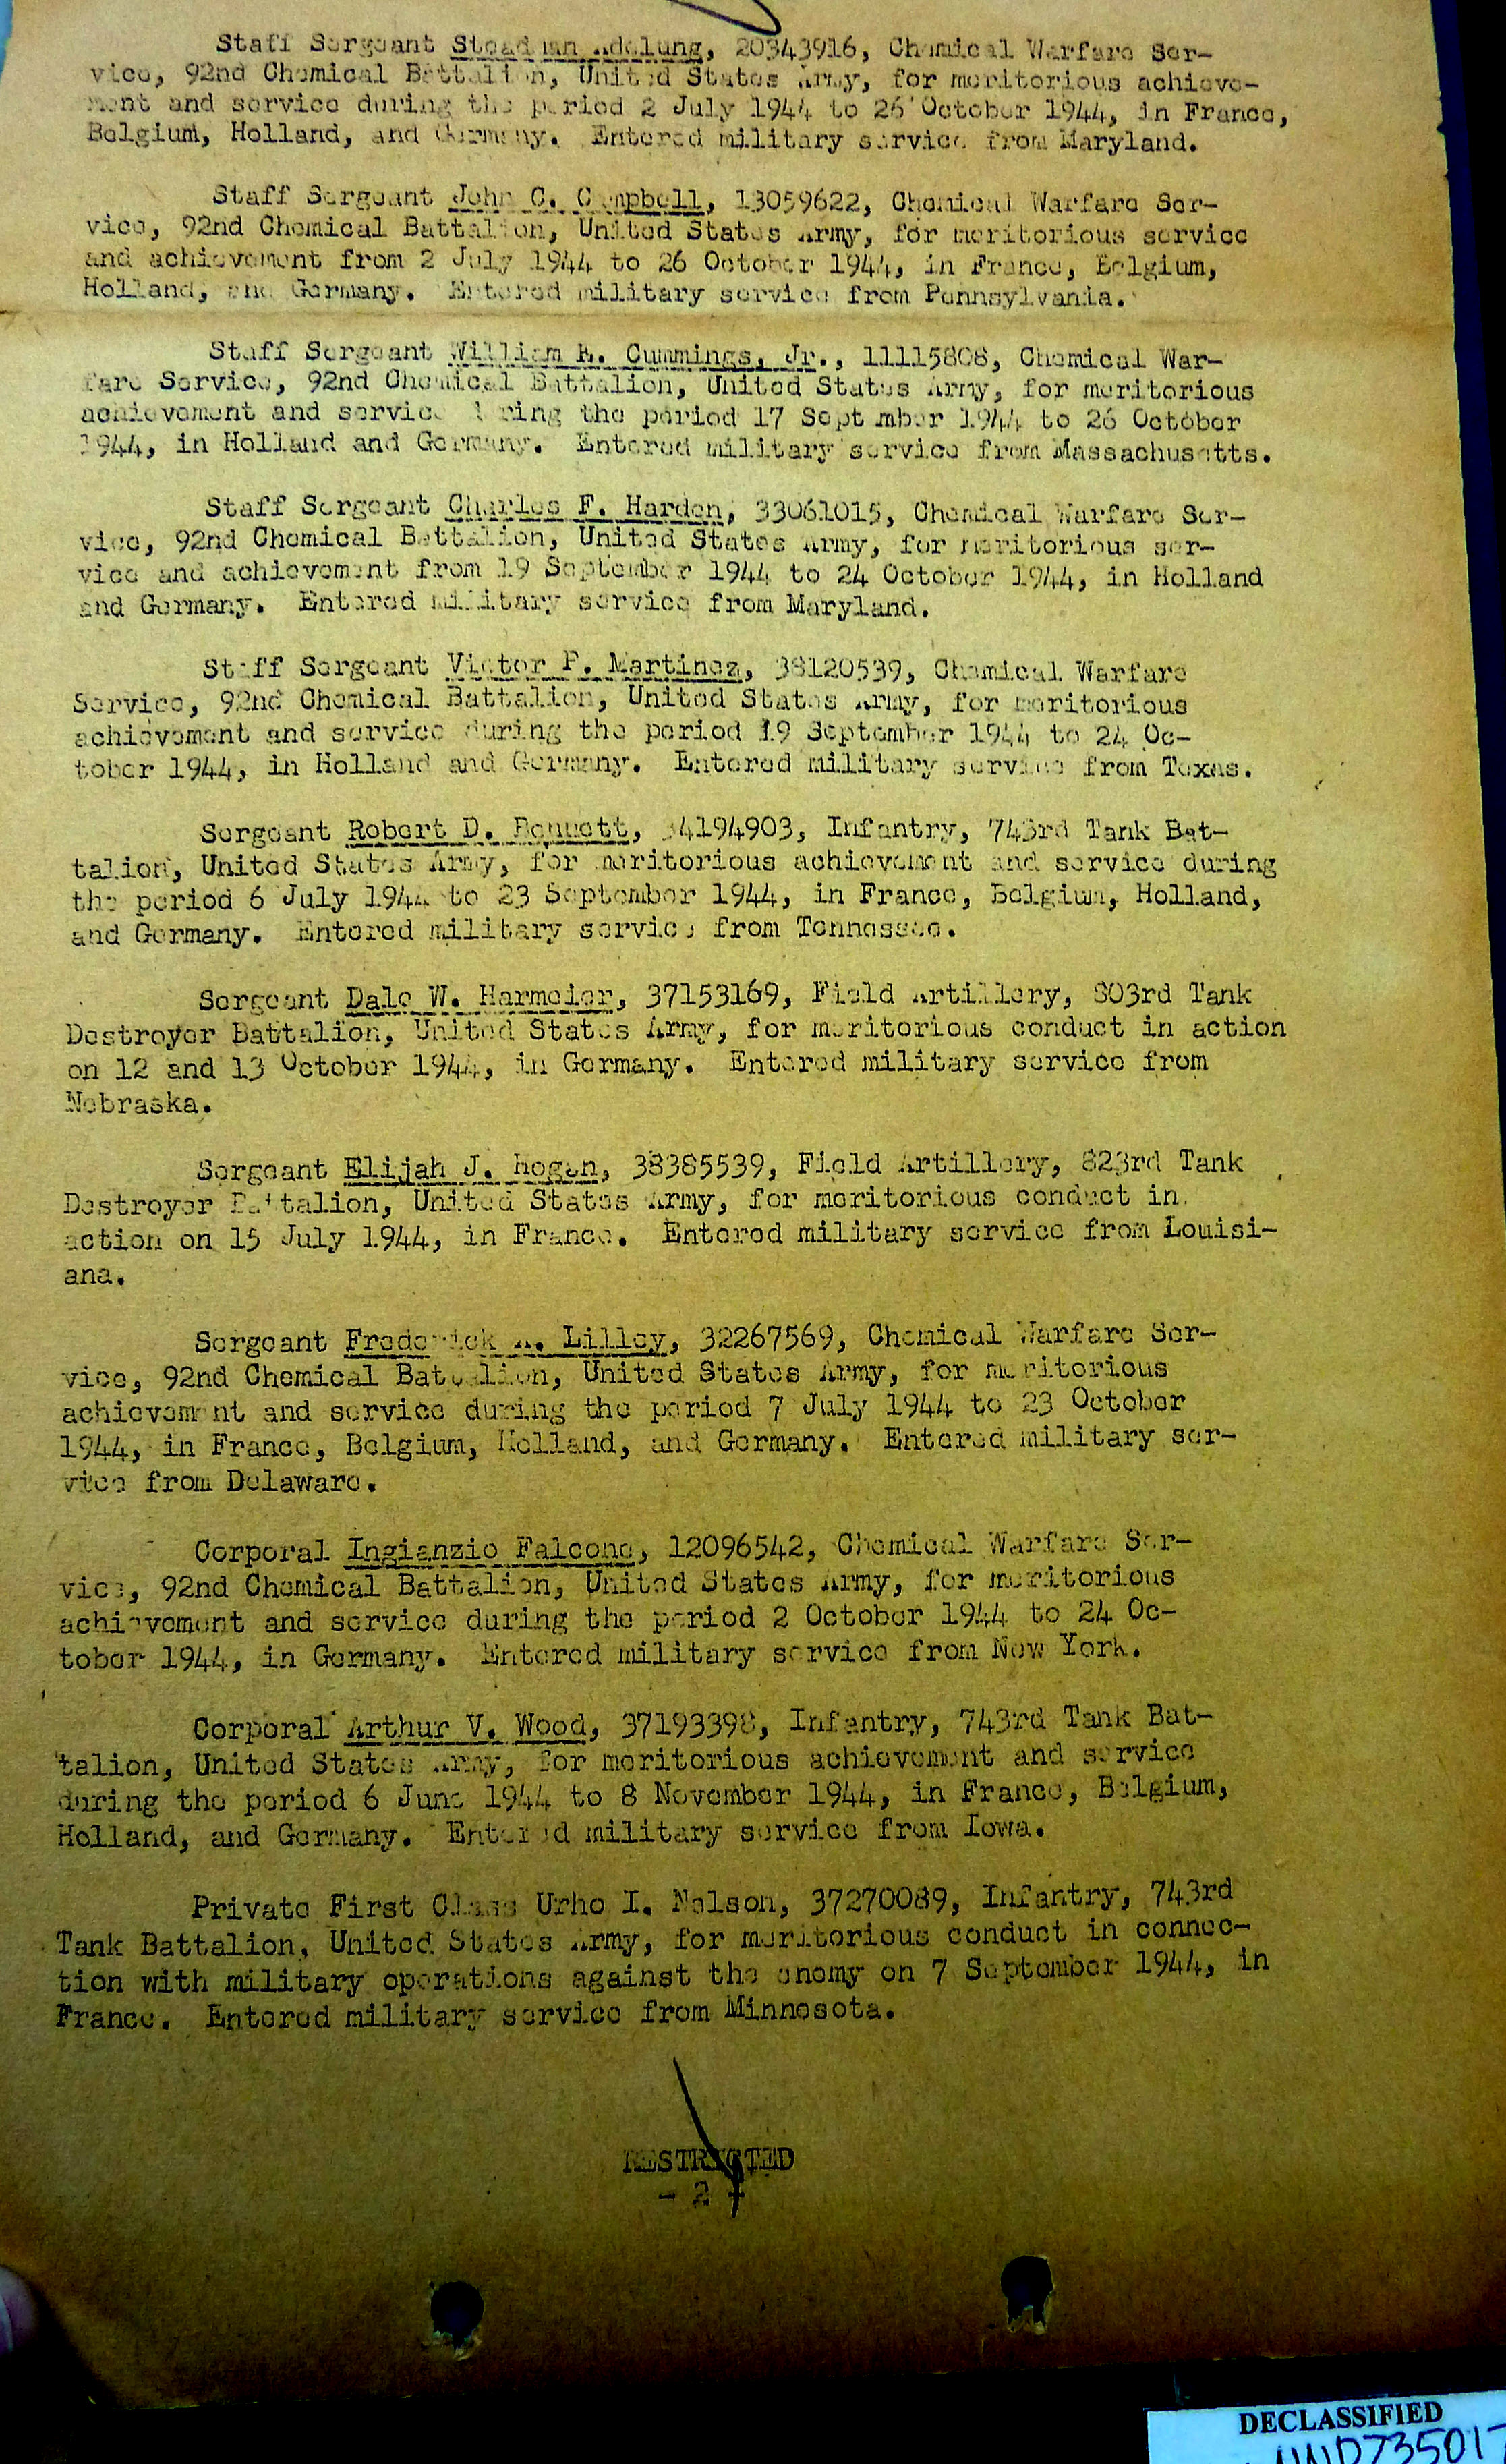 Staff Sergeant Steadman Adelung, 20343916, Chemical Warfare Ser-
vice, 92nd Chemical Battalion, United States Army, for meritorious achieve-
ment and service during the period 2 July 1944 to 26 October 1944, in France,
Belgium, Holland, and Germany. Entered military service from Maryland.
Staff Sergeant John C. Campbell, 13059622, Chemical Warfare Ser-
vice, 92nd Chemical Battalion, United States Army, for meritorious service
and achievement from 2 July 1944 to 26 October 1944, in France, Belgium,
Holland, and Germany. Entered military service from Pennsylvania.
Staff Sergeant William Cummings, Jr., 11115808, Chemical War-
fare Service, 92nd Chemical Battalion, United States Army, for meritorious
achievement and service during the period 17 September 1944 to 26 October
1944, in Holland and Germany. Entered military service from Massachusetts.
Staff Sergeant Charles F. Harden, 33061015, Chemical Warfare Ser-
vice, 92nd Chemical Battalion, United States Army, for meritorious ser-
vice and achievement from 19 September 1944 to 24 October 1944, in Holland
and Germany. Entered military service from Maryland.
Staff Sergeant Victor P. Martinez, 38120539, Chemical Warfare
Service, 92nd Chemical Battalion, United States Army, for meritorious
achievement and service during the period 19 September 1944 to 24 Oc-
tober 1944, in Holland and Germany. Entered military service from Texas.
Sergeant Robert D. Bennett, 34194903, Infantry, 743rd Tank Bat-
talion, United States Army, for meritorious achievement and service during
the period 6 July 1944 to 23 September 1944, in France, Belgium, Holland,
and Germany. Entered military service from Tennessee.
Sergeant Dale W. Harmeier, 37153169, Field Artillery, 803rd Tank
Destroyer Battalion, United States Army, for meritorious conduct in action
on 12 and 13 October 1944, in Germany. Entered military service from
Nebraska.
Sergeant Elijah J. Hogan, 38385539, Field Artillery, 823rd Tank
Destroyer Battalion, United States Army, for meritorious conduct in
action on 15 July 1944, in France. Entered military service from Louisi-
ana.
Sergeant Frederick A. Lilley, 32267569, Chemical Warfare Ser-
vice, 92nd Chemical Battalion, United States Army, for meritorious
achievement and service during the period 7 July 1944 to 23 October
1944, in France, Belgium, Holland, and Germany. Entered military ser-
vice from Delaware.
Corporal Ingianzio Falcone, 12096542, Chemical Warfare Ser-
vice, 92nd Chemical Battalion, United States Army, for meritorious
achievement and service during the period 2 October 1944 to 24 Oc-
tober 1944, in Germany. Entered military service from New York.
Corporal Arthur V. Wood, 37193398, Infantry, 743rd Tank Bat-
talion, United States Army, for meritorious achievement and service
during the period 6 June 1944 to 8 November 1944, in France, Belgium,
Holland, and Germany. Entered military service from Iowa.
Private First Class Urho I. Nelson, 37270089, Infantry, 743rd
Tank Battalion, United States Army, for meritorious conduct in connec-
tion with military operations against the enemy on 7 September 1944, in
France. Entered military service from Minnesota.
RESTRICTED
- 2 -
DECLASSIFIED
NND735017